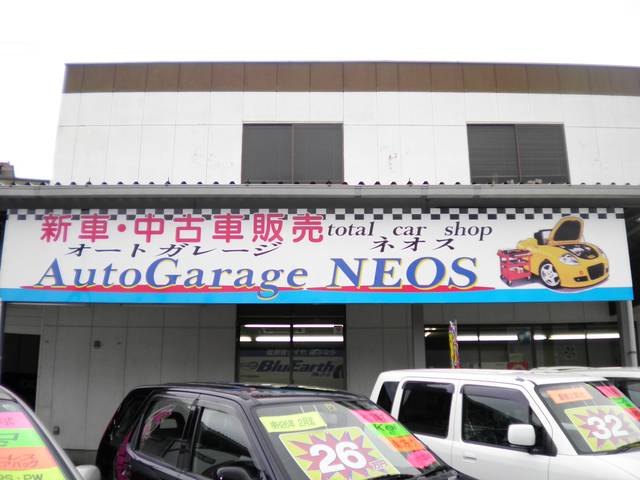 新車・中古車販売 total car shop
オートガレージ ネオス
AutoGarage NEOS
BluEarth
26
32
PW